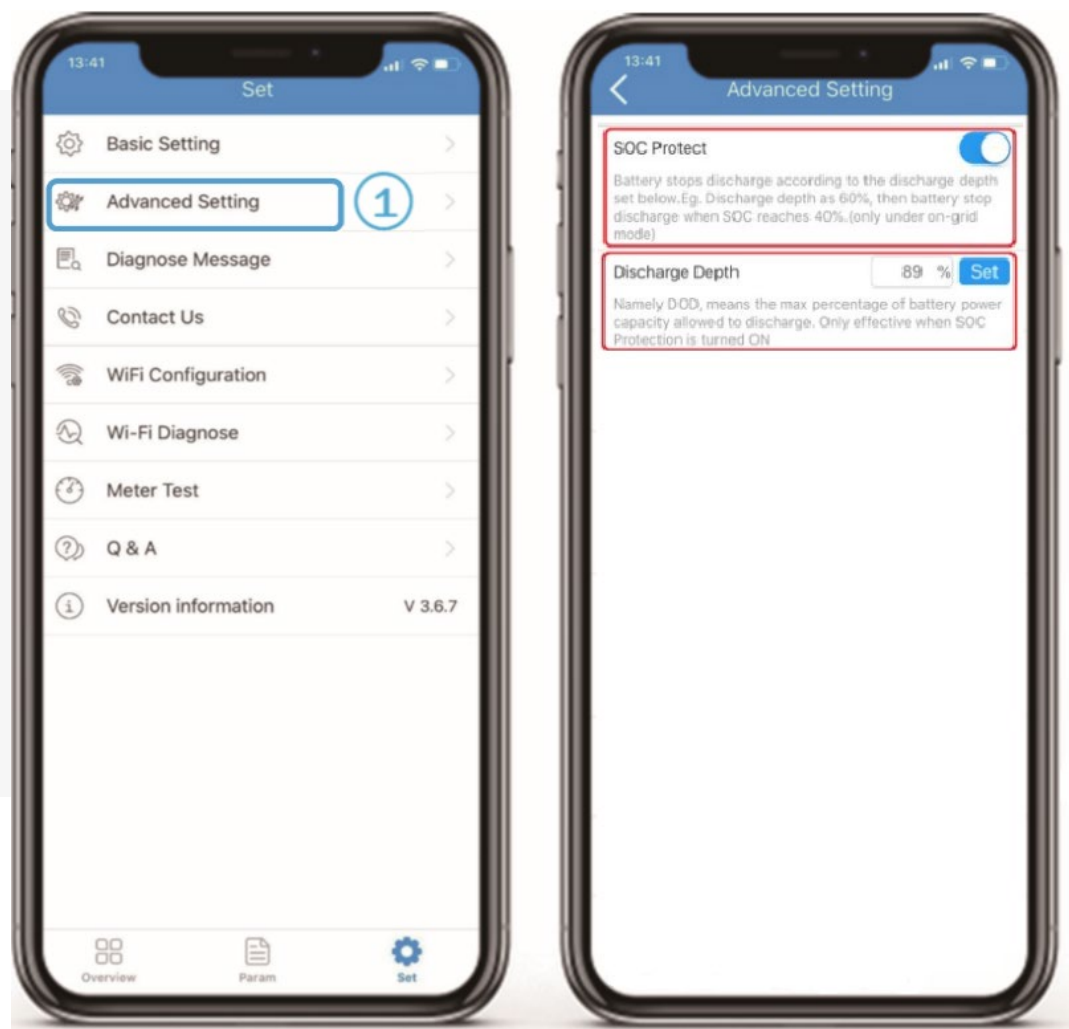 13:41
Set
Basic Setting
Advanced Setting
1
Diagnose Message
Contact Us
WiFi Configuration
Wi-Fi Diagnose
Meter Test
Q & A
Version information V 3.6.7
Overview Param Set
13:41
Advanced Setting
SOC Protect
Battery stops discharge according to the discharge depth
set below.Eg. Discharge depth as 60%, then battery stop
discharge when SOC reaches 40%.(only under on-grid
mode)
Discharge Depth 89 % Set
Namely DOD, means the max percentage of battery power
capacity allowed to discharge. Only effective when SOC
Protection is turned ON